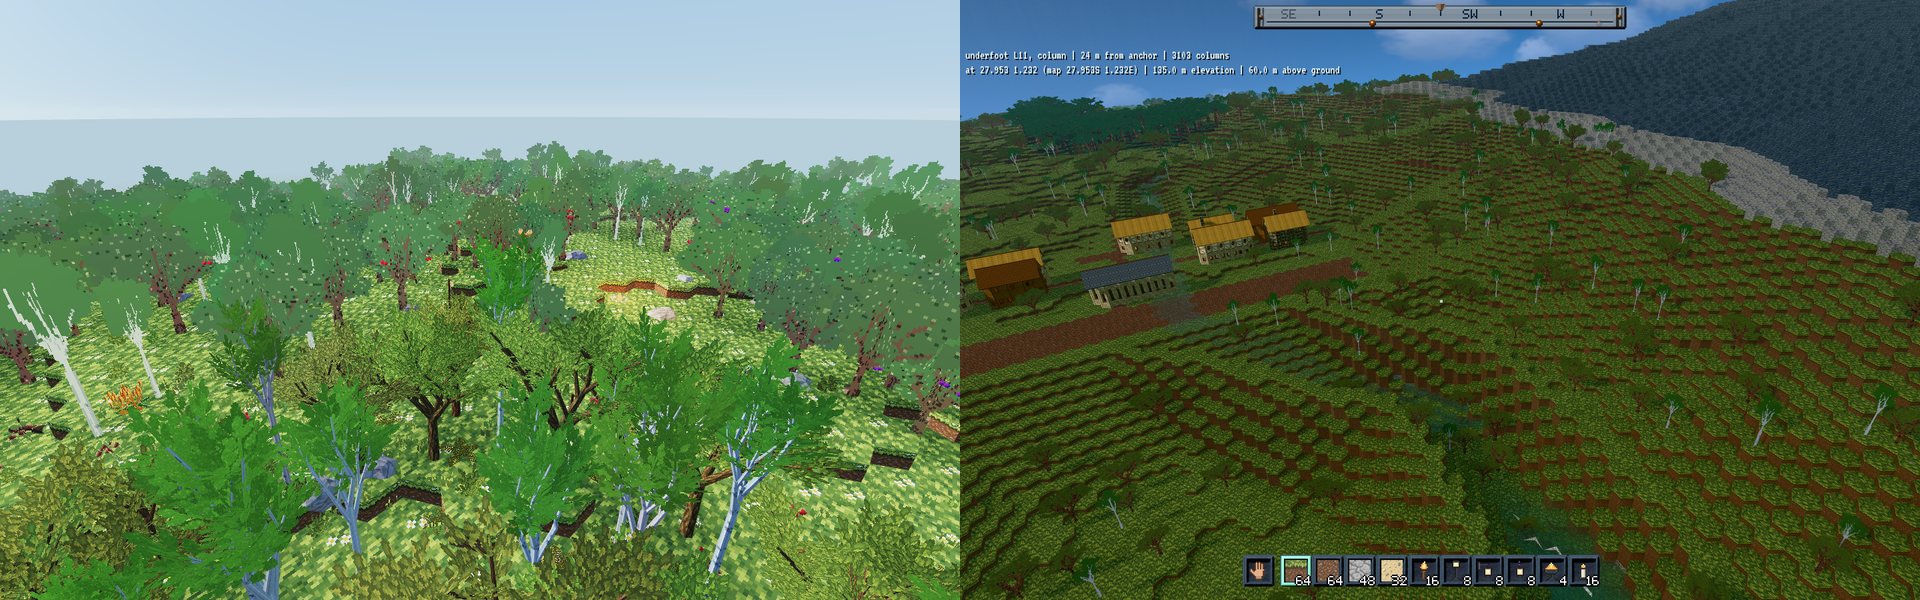 SE S SW W
underfoot L11, column | 24 m from anchor | 3103 columns
at 27.953 1.232 (map 27.953S 1.232E) | 135.0 m elevation | 60.0 m above ground
64 64 48 32 16 8 8 8 4 16